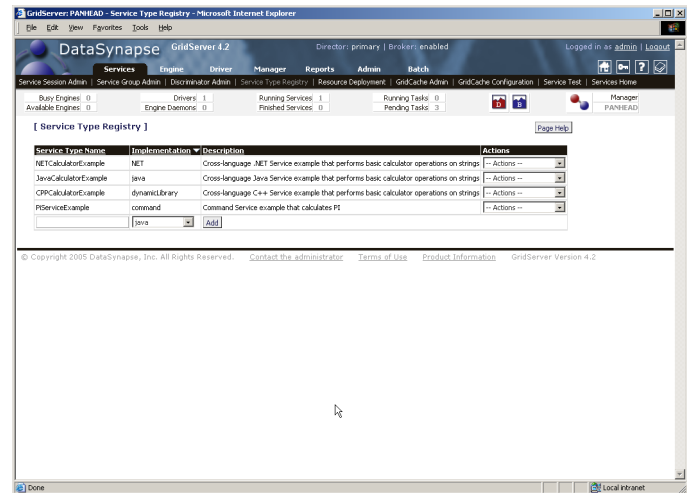 GridServer: PANHEAD - Service Type Registry - Microsoft Internet Explorer
File Edit View Favorites Tools Help
DataSynapse GridServer 4.2 Director: primary | Broker: enabled Logged in as admin | Logout
Services Engine Driver Manager Reports Admin Batch
Service Session Admin | Service Group Admin | Discriminator Admin | Service Type Registry | Resource Deployment | GridCache Admin | GridCache Configuration | Service Test | Services Home
Busy Engines 0 Drivers 1 Running Services 1 Running Tasks 0 D B Manager
Available Engines 0 Engine Daemons 0 Finished Services 0 Pending Tasks 3 PANHEAD
[ Service Type Registry ] Page Help
Service Type Name Implementation Description Actions
NETCalculatorExample NET Cross-language .NET Service example that performs basic calculator operations on strings -- Actions --
JavaCalculatorExample java Cross-language Java Service example that performs basic calculator operations on strings -- Actions --
CPPCalculatorExample dynamicLibrary Cross-language C++ Service example that performs basic calculator operations on strings -- Actions --
PiServiceExample command Command Service example that calculates PI -- Actions --
java Add
© Copyright 2005 DataSynapse, Inc. All Rights Reserved. Contact the administrator Terms of Use Product Information GridServer Version 4.2
Done Local intranet